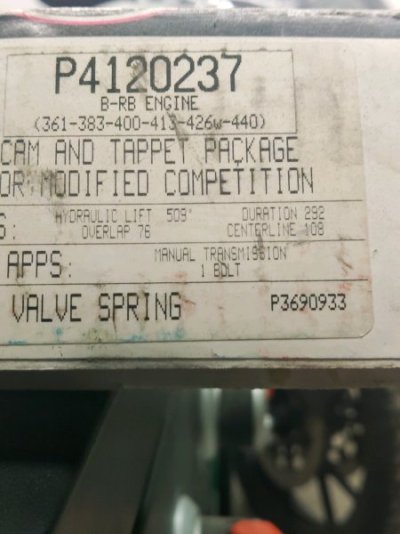 P4120237
B-RB ENGINE
(361-383-400-413-426w-440)
CAM AND TAPPET PACKAGE
OR MODIFIED COMPETITION
S: HYDRAULIC LIFT 509" DURATION 292
OVERLAP 76 CENTERLINE 108
APPS: MANUAL TRANSMISSION
1 BOLT
VALVE SPRING P3690933